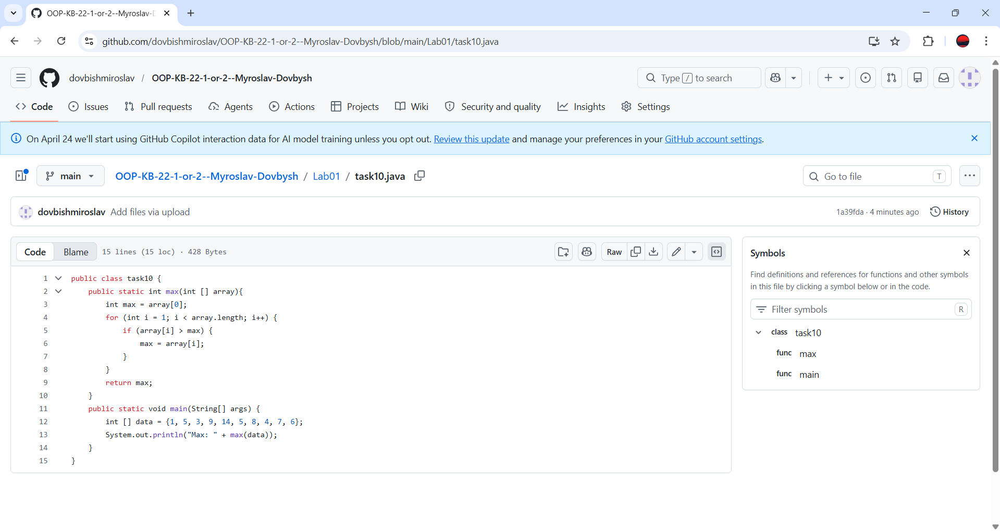 OOP-KB-22-1-or-2--Myroslav-D
github.com/dovbishmiroslav/OOP-KB-22-1-or-2--Myroslav-Dovbysh/blob/main/Lab01/task10.java
dovbishmiroslav / OOP-KB-22-1-or-2--Myroslav-Dovbysh
Type / to search
Code Issues Pull requests Agents Actions Projects Wiki Security and quality Insights Settings
On April 24 we'll start using GitHub Copilot interaction data for AI model training unless you opt out. Review this update and manage your preferences in your GitHub account settings.
main OOP-KB-22-1-or-2--Myroslav-Dovbysh / Lab01 / task10.java
Go to file T
dovbishmiroslav Add files via upload
1a39fda · 4 minutes ago History
Code Blame 15 lines (15 loc) · 428 Bytes
Raw
1 public class task10 {
2     public static int max(int [] array){
3         int max = array[0];
4         for (int i = 1; i < array.length; i++) {
5             if (array[i] > max) {
6                 max = array[i];
7             }
8         }
9         return max;
10     }
11     public static void main(String[] args) {
12         int [] data = {1, 5, 3, 9, 14, 5, 8, 4, 7, 6};
13         System.out.println("Max: " + max(data));
14     }
15 }
Symbols
Find definitions and references for functions and other symbols
in this file by clicking a symbol below or in the code.
Filter symbols R
class task10
func max
func main